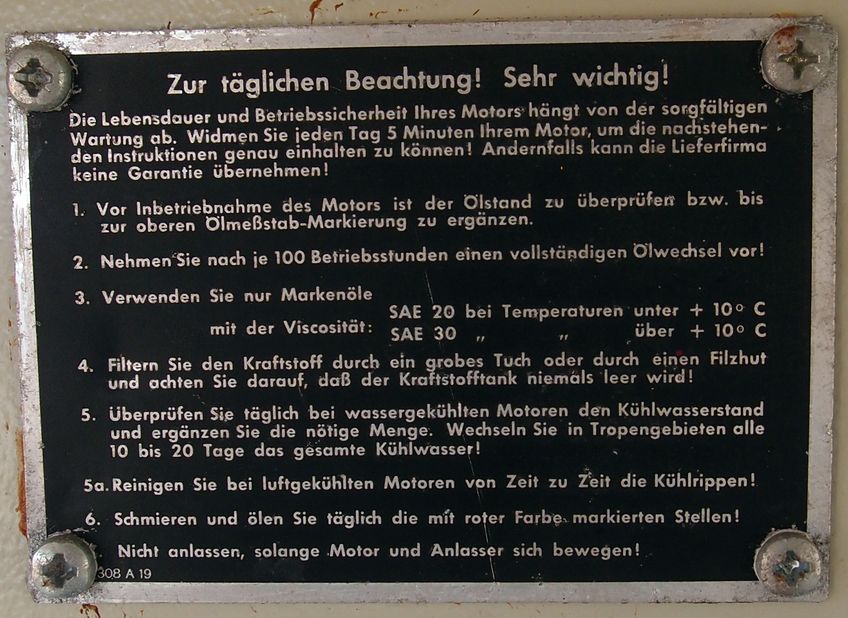 Zur täglichen Beachtung! Sehr wichtig!
Die Lebensdauer und Betriebssicherheit Ihres Motors hängt von der sorgfältigen
Wartung ab. Widmen Sie jeden Tag 5 Minuten Ihrem Motor, um die nachstehen-
den Instruktionen genau einhalten zu können! Andernfalls kann die Lieferfirma
keine Garantie übernehmen!
1. Vor Inbetriebnahme des Motors ist der Ölstand zu überprüfen bzw. bis
zur oberen Ölmeßstab-Markierung zu ergänzen.
2. Nehmen Sie nach je 100 Betriebsstunden einen vollständigen Ölwechsel vor!
3. Verwenden Sie nur Markenöle
mit der Viscosität: SAE 20 bei Temperaturen unter + 10° C
SAE 30 „ „ über + 10° C
4. Filtern Sie den Kraftstoff durch ein grobes Tuch oder durch einen Filzhut
und achten Sie darauf, daß der Kraftstofftank niemals leer wird!
5. Überprüfen Sie täglich bei wassergekühlten Motoren den Kühlwasserstand
und ergänzen Sie die nötige Menge. Wechseln Sie in Tropengebieten alle
10 bis 20 Tage das gesamte Kühlwasser!
5a. Reinigen Sie bei luftgekühlten Motoren von Zeit zu Zeit die Kühlrippen!
6. Schmieren und ölen Sie täglich die mit roter Farbe markierten Stellen!
Nicht anlassen, solange Motor und Anlasser sich bewegen!
308 A 19